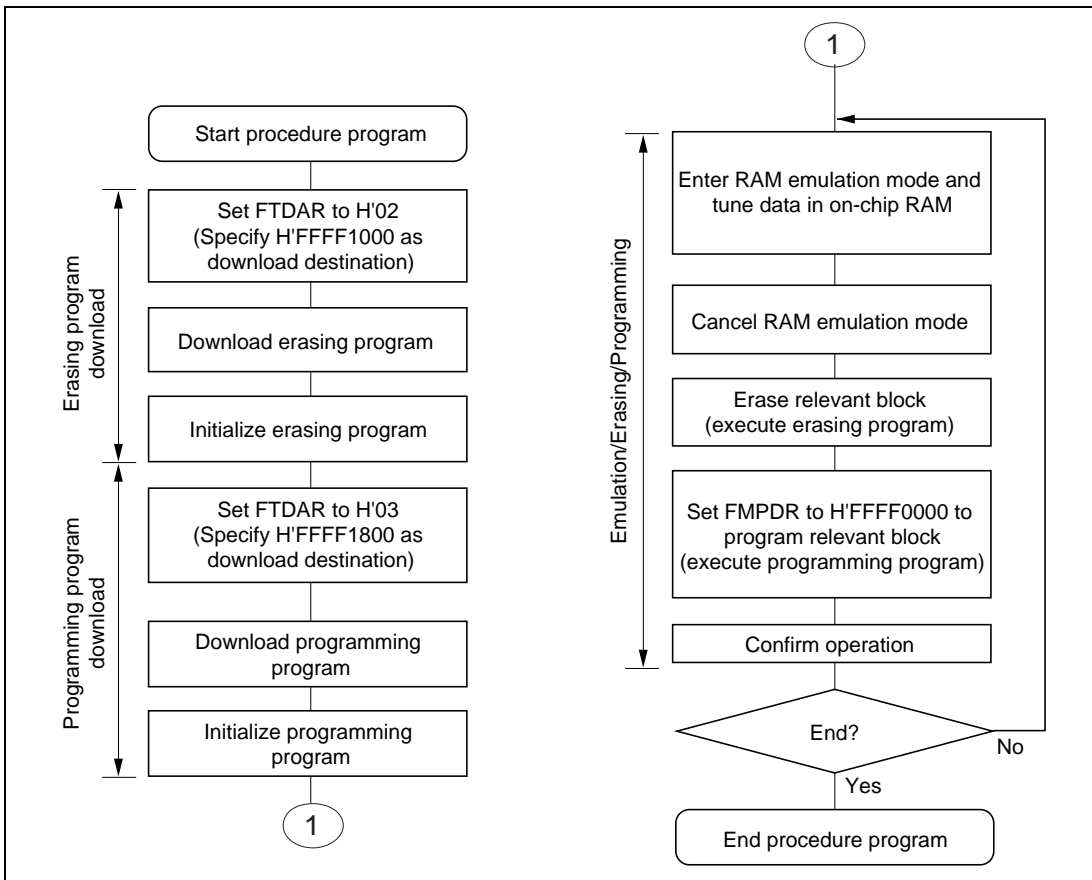 Start procedure program
Erasing program
download
Set FTDAR to H'02
(Specify H'FFFF1000 as
download destination)
Download erasing program
Initialize erasing program
Programming program
download
Set FTDAR to H'03
(Specify H'FFFF1800 as
download destination)
Download programming
program
Initialize programming
program
1
1
Emulation/Erasing/Programming
Enter RAM emulation mode and
tune data in on-chip RAM
Cancel RAM emulation mode
Erase relevant block
(execute erasing program)
Set FMPDR to H'FFFF0000 to
program relevant block
(execute programming program)
Confirm operation
End?
No
Yes
End procedure program